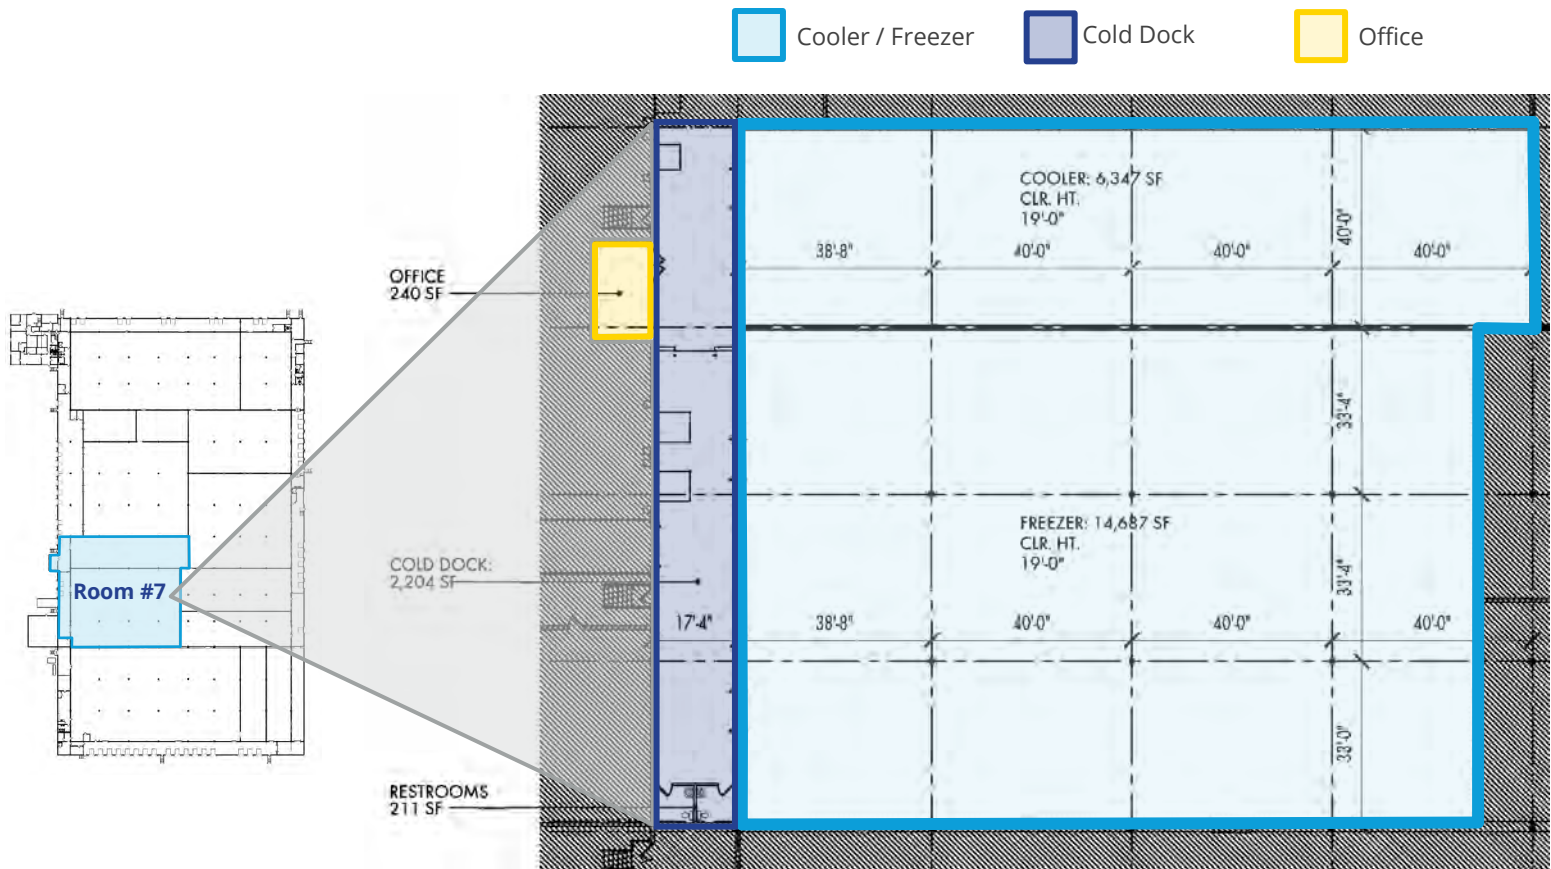 Cooler / Freezer
Cold Dock
Office
COOLER: 6,347 SF
CLR. HT.
19'-0"
40'-0"
38'-8"
40'-0"
40'-0"
40'-0"
OFFICE
240 SF
33'-4"
FREEZER: 14,687 SF
CLR. HT.
19'-0"
COLD DOCK:
2,204 SF
33'-4"
Room #7
17'-4"
38'-8"
40'-0"
40'-0"
40'-0"
33'-0"
RESTROOMS
211 SF